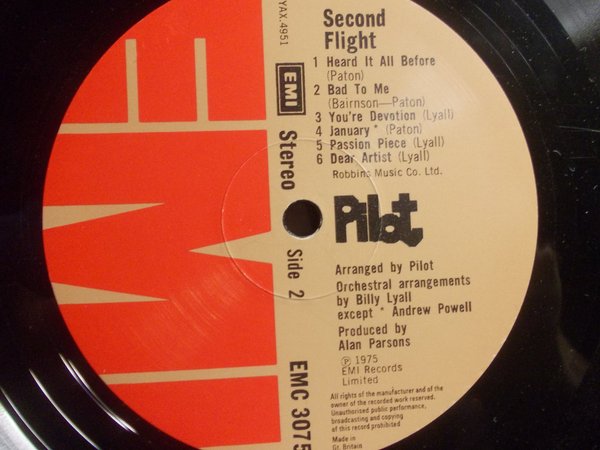 YAX.4951
EMI
Stereo
Side 2
EMC 3075
Second
Flight
1 Heard It All Before
(Paton)
2 Bad To Me
(Bairnson—Paton)
3 You're Devotion (Lyall)
4 January * (Paton)
5 Passion Piece (Lyall)
6 Dear Artist (Lyall)
Robbins Music Co. Ltd.
Pilot
Arranged by Pilot
Orchestral arrangements
by Billy Lyall
except * Andrew Powell
Produced by
Alan Parsons
Ⓟ 1975
EMI Records
Limited
All rights of the manufacturer and of the
owner of the recorded work reserved.
Unauthorised public performance,
broadcasting and copying
of this record prohibited.
Made in
Gt. Britain
EMI